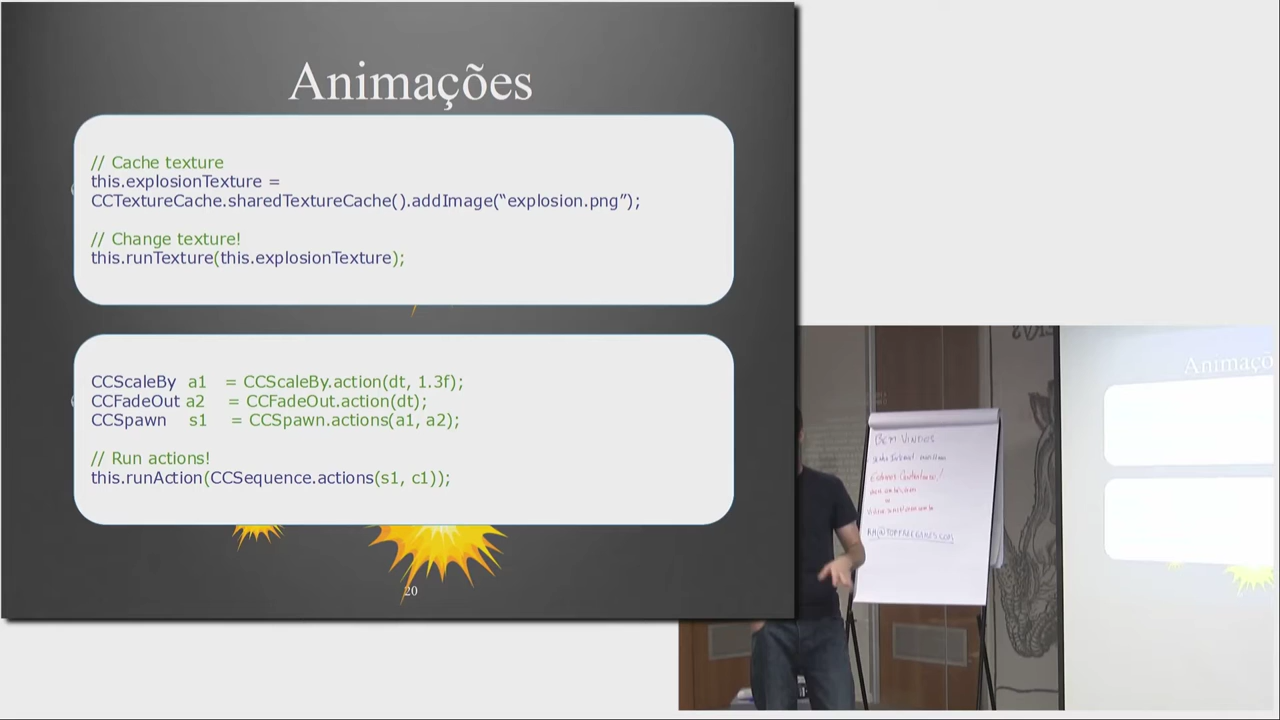 Animações
// Cache texture
this.explosionTexture =
CCTextureCache.sharedTextureCache().addImage(“explosion.png”);
// Change texture!
this.runTexture(this.explosionTexture);
CCScaleBy a1 = CCScaleBy.action(dt, 1.3f);
CCFadeOut a2 = CCFadeOut.action(dt);
CCSpawn s1 = CCSpawn.actions(a1, a2);
// Run actions!
this.runAction(CCSequence.actions(s1, c1));
20
BEM VINDOS
Animaçõ